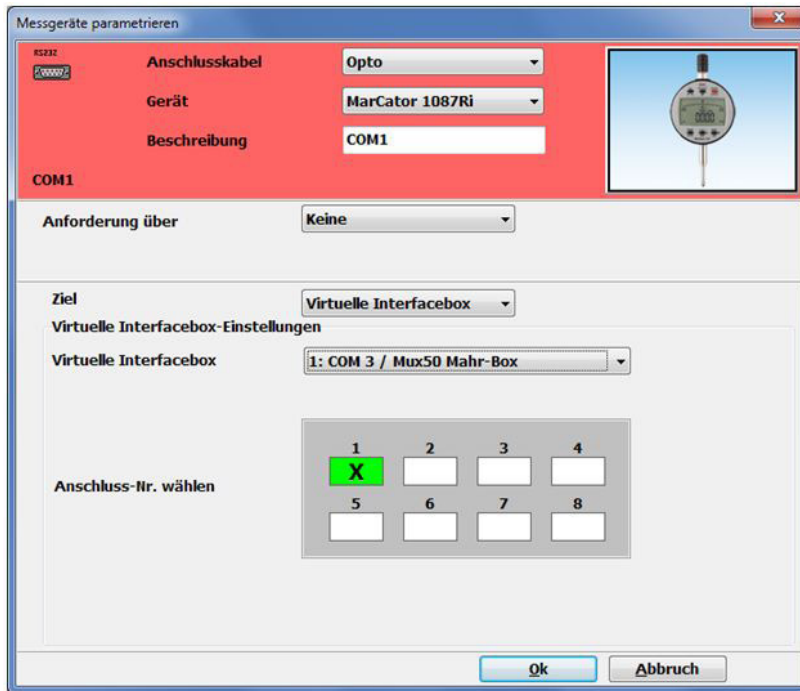 Messgeräte parametrieren
RS232
Anschlusskabel
Opto
Gerät
MarCator 1087Ri
Beschreibung
COM1
COM1
Anforderung über
Keine
Ziel
Virtuelle Interfacebox
Virtuelle Interfacebox-Einstellungen
Virtuelle Interfacebox
1: COM 3 / Mux50 Mahr-Box
1 2 3 4
X
Anschluss-Nr. wählen
5 6 7 8
Ok Abbruch